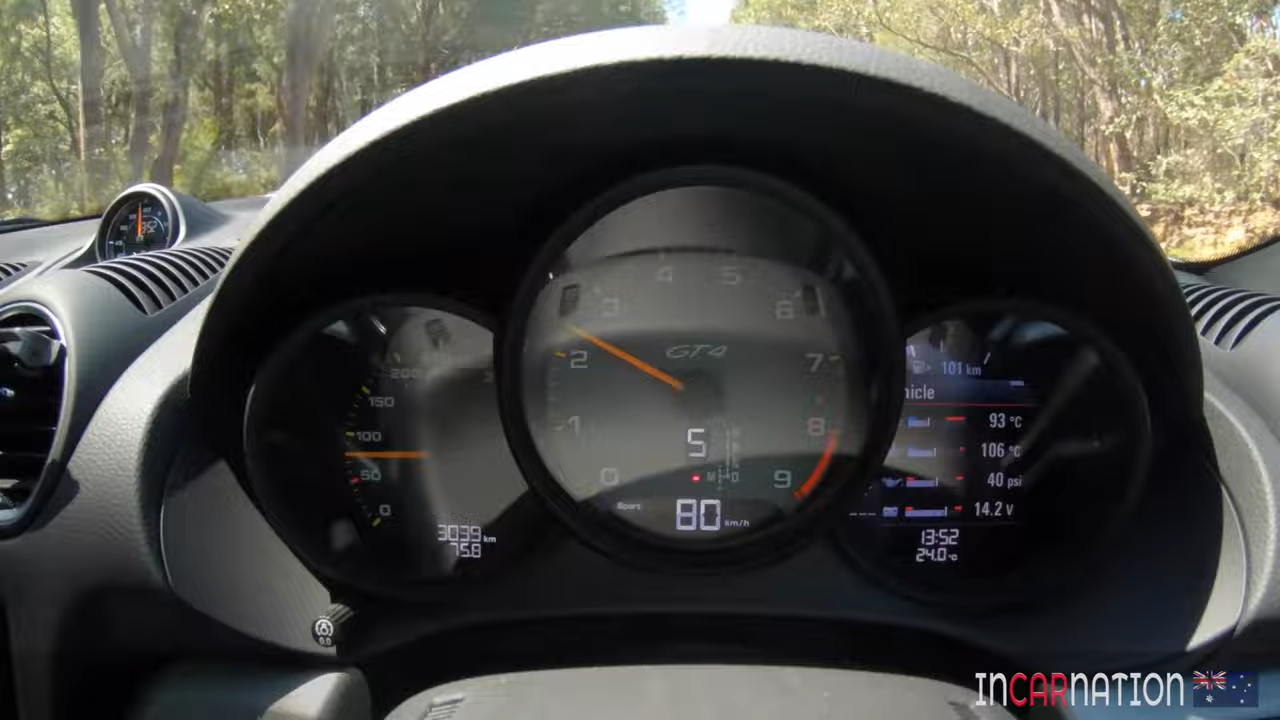 4 5
3 6
2 GT4 7
200
150
1 8
100
50
0
0 9
5
M D
Sport
80 km/h
3039 km
75.8
101 km
hicle
93 °C
106 °C
40 psi
14.2 V
13:52
24.0 °C
INCARNATION